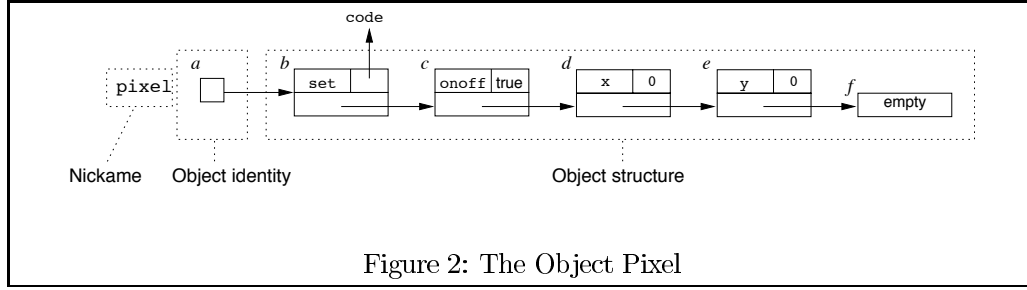 code
a b c d e f
pixel set onoff true x 0 y 0 empty
Nickame Object identity Object structure
Figure 2: The Object Pixel